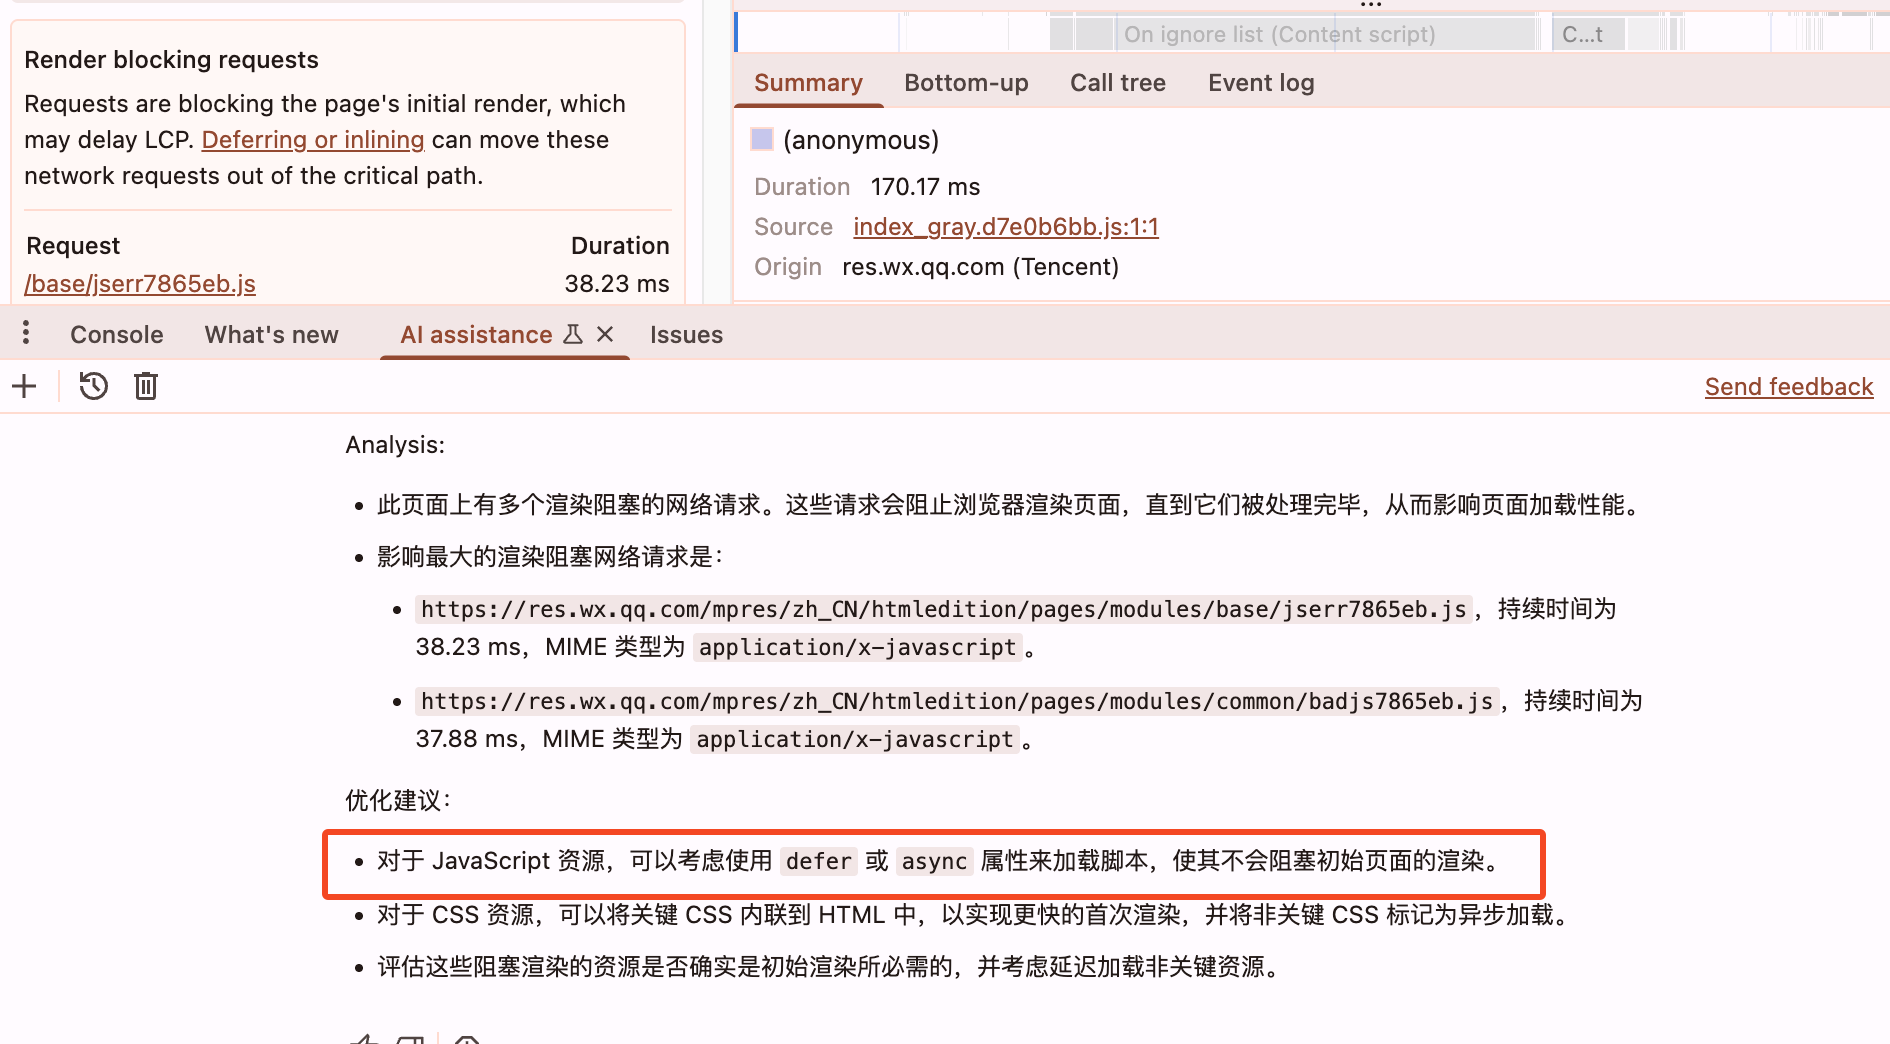 Render blocking requests
Requests are blocking the page's initial render, which
may delay LCP. Deferring or inlining can move these
network requests out of the critical path.
Request Duration
/base/jserr7865eb.js 38.23 ms
...
On ignore list (Content script) C...t
Summary Bottom-up Call tree Event log
(anonymous)
Duration 170.17 ms
Source index_gray.d7e0b6bb.js:1:1
Origin res.wx.qq.com (Tencent)
Console What's new AI assistance Issues
Send feedback
Analysis:
• 此页面上有多个渲染阻塞的网络请求。这些请求会阻止浏览器渲染页面，直到它们被处理完毕，从而影响页面加载性能。
• 影响最大的渲染阻塞网络请求是：
• https://res.wx.qq.com/mpres/zh_CN/htmledition/pages/modules/base/jserr7865eb.js，持续时间为
38.23 ms，MIME 类型为 application/x-javascript。
• https://res.wx.qq.com/mpres/zh_CN/htmledition/pages/modules/common/badjs7865eb.js，持续时间为
37.88 ms，MIME 类型为 application/x-javascript。
优化建议：
• 对于 JavaScript 资源，可以考虑使用 defer 或 async 属性来加载脚本，使其不会阻塞初始页面的渲染。
• 对于 CSS 资源，可以将关键 CSS 内联到 HTML 中，以实现更快的首次渲染，并将非关键 CSS 标记为异步加载。
• 评估这些阻塞渲染的资源是否确实是初始渲染所必需的，并考虑延迟加载非关键资源。